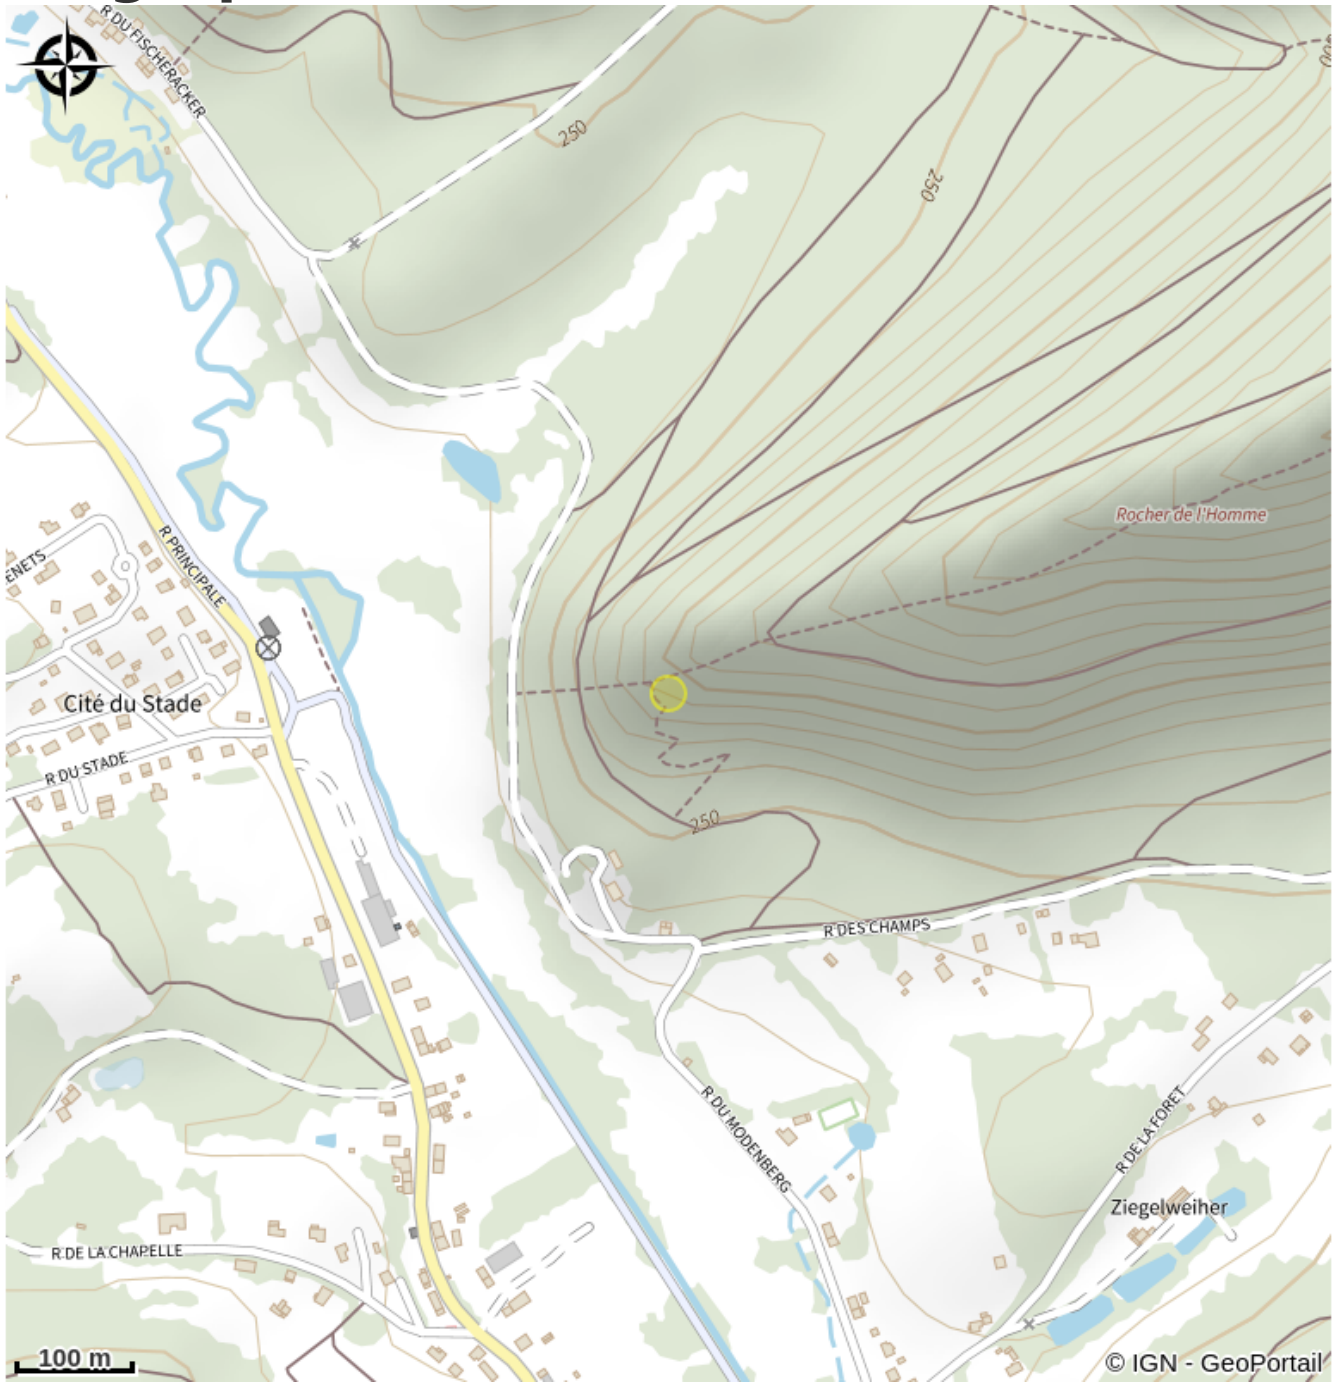 R DU FISCHERACKER
250
250
Rocher de l'Homme
ENETS
R PRINCIPALE
Cité du Stade
R DU STADE
250
R DES CHAMPS
R DU MODENBERG
R DE LA FORET
Ziegelweiher
R DE LA CHAPELLE
100 m
© IGN - GeoPortail